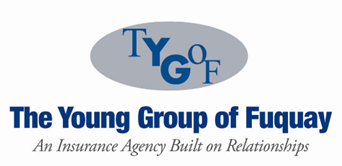 TYGOF
The Young Group of Fuquay
An Insurance Agency Built on Relationships